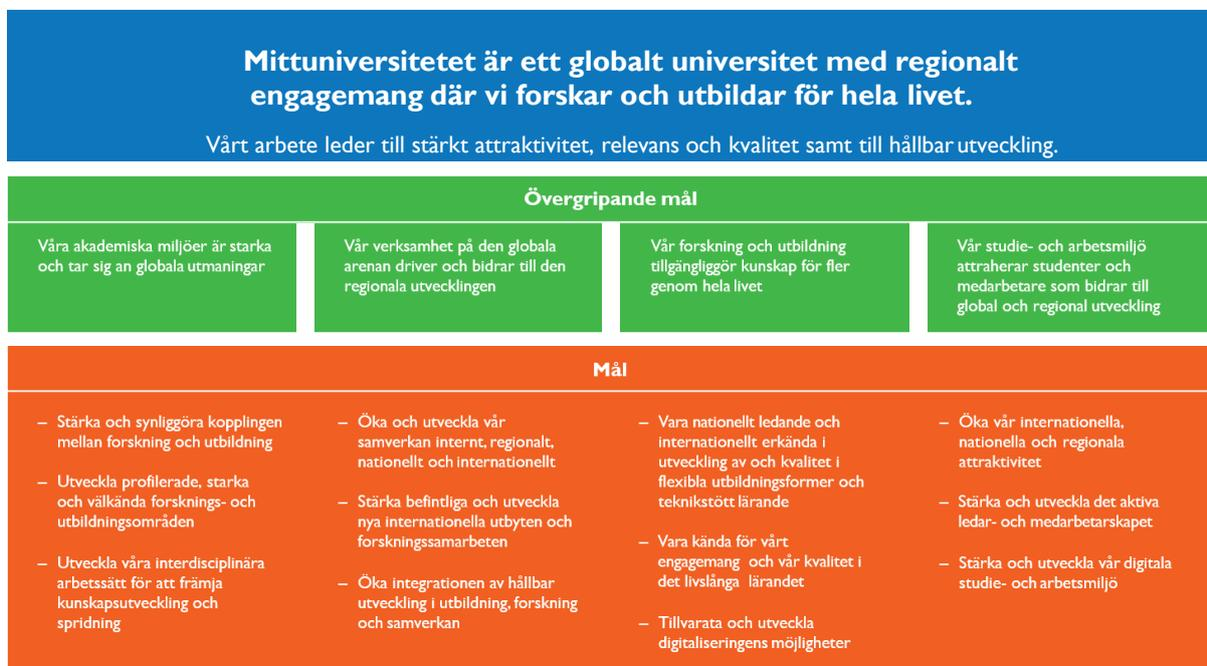 Mittuniversitetet är ett globalt universitet med regionalt
engagemang där vi forskar och utbildar för hela livet.
Vårt arbete leder till stärkt attraktivitet, relevans och kvalitet samt till hållbar utveckling.
Övergripande mål
Våra akademiska miljöer är starka
och tar sig an globala utmaningar
Vår verksamhet på den globala
arenan driver och bidrar till den
regionala utvecklingen
Vår forskning och utbildning
tillgängliggör kunskap för fler
genom hela livet
Vår studie- och arbetsmiljö
attraherar studenter och
medarbetare som bidrar till
global och regional utveckling
Mål
– Stärka och synliggöra kopplingen
mellan forskning och utbildning
– Utveckla profilerade, starka
och välkända forsknings- och
utbildningsområden
– Utveckla våra interdisciplinära
arbetssätt för att främja
kunskapsutveckling och
spridning
– Öka och utveckla vår
samverkan internt, regionalt,
nationellt och internationellt
– Stärka befintliga och utveckla
nya internationella utbyten och
forskningssamarbeten
– Öka integrationen av hållbar
utveckling i utbildning, forskning
och samverkan
– Vara nationellt ledande och
internationellt erkända i
utveckling av och kvalitet i
flexibla utbildningsformer och
teknikstött lärande
– Vara kända för vårt
engagemang och vår kvalitet i
det livslånga lärandet
– Tillvarata och utveckla
digitaliseringens möjligheter
– Öka vår internationella,
nationella och regionala
attraktivitet
– Stärka och utveckla det aktiva
ledar- och medarbetarskapet
– Stärka och utveckla vår digitala
studie- och arbetsmiljö